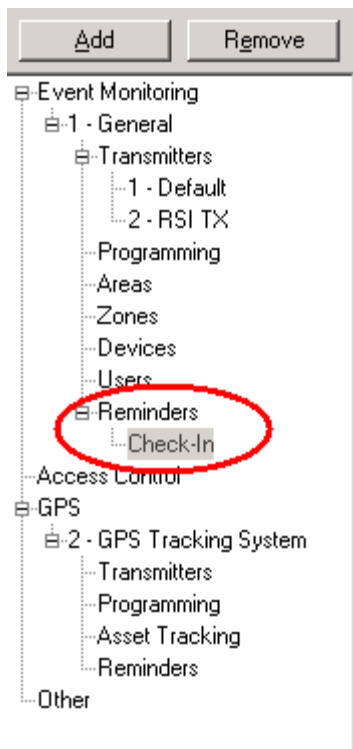 Add Remove
Event Monitoring
1 - General
Transmitters
1 - Default
2 - RSI TX
Programming
Areas
Zones
Devices
Users
Reminders
Check-In
Access Control
GPS
2 - GPS Tracking System
Transmitters
Programming
Asset Tracking
Reminders
Other